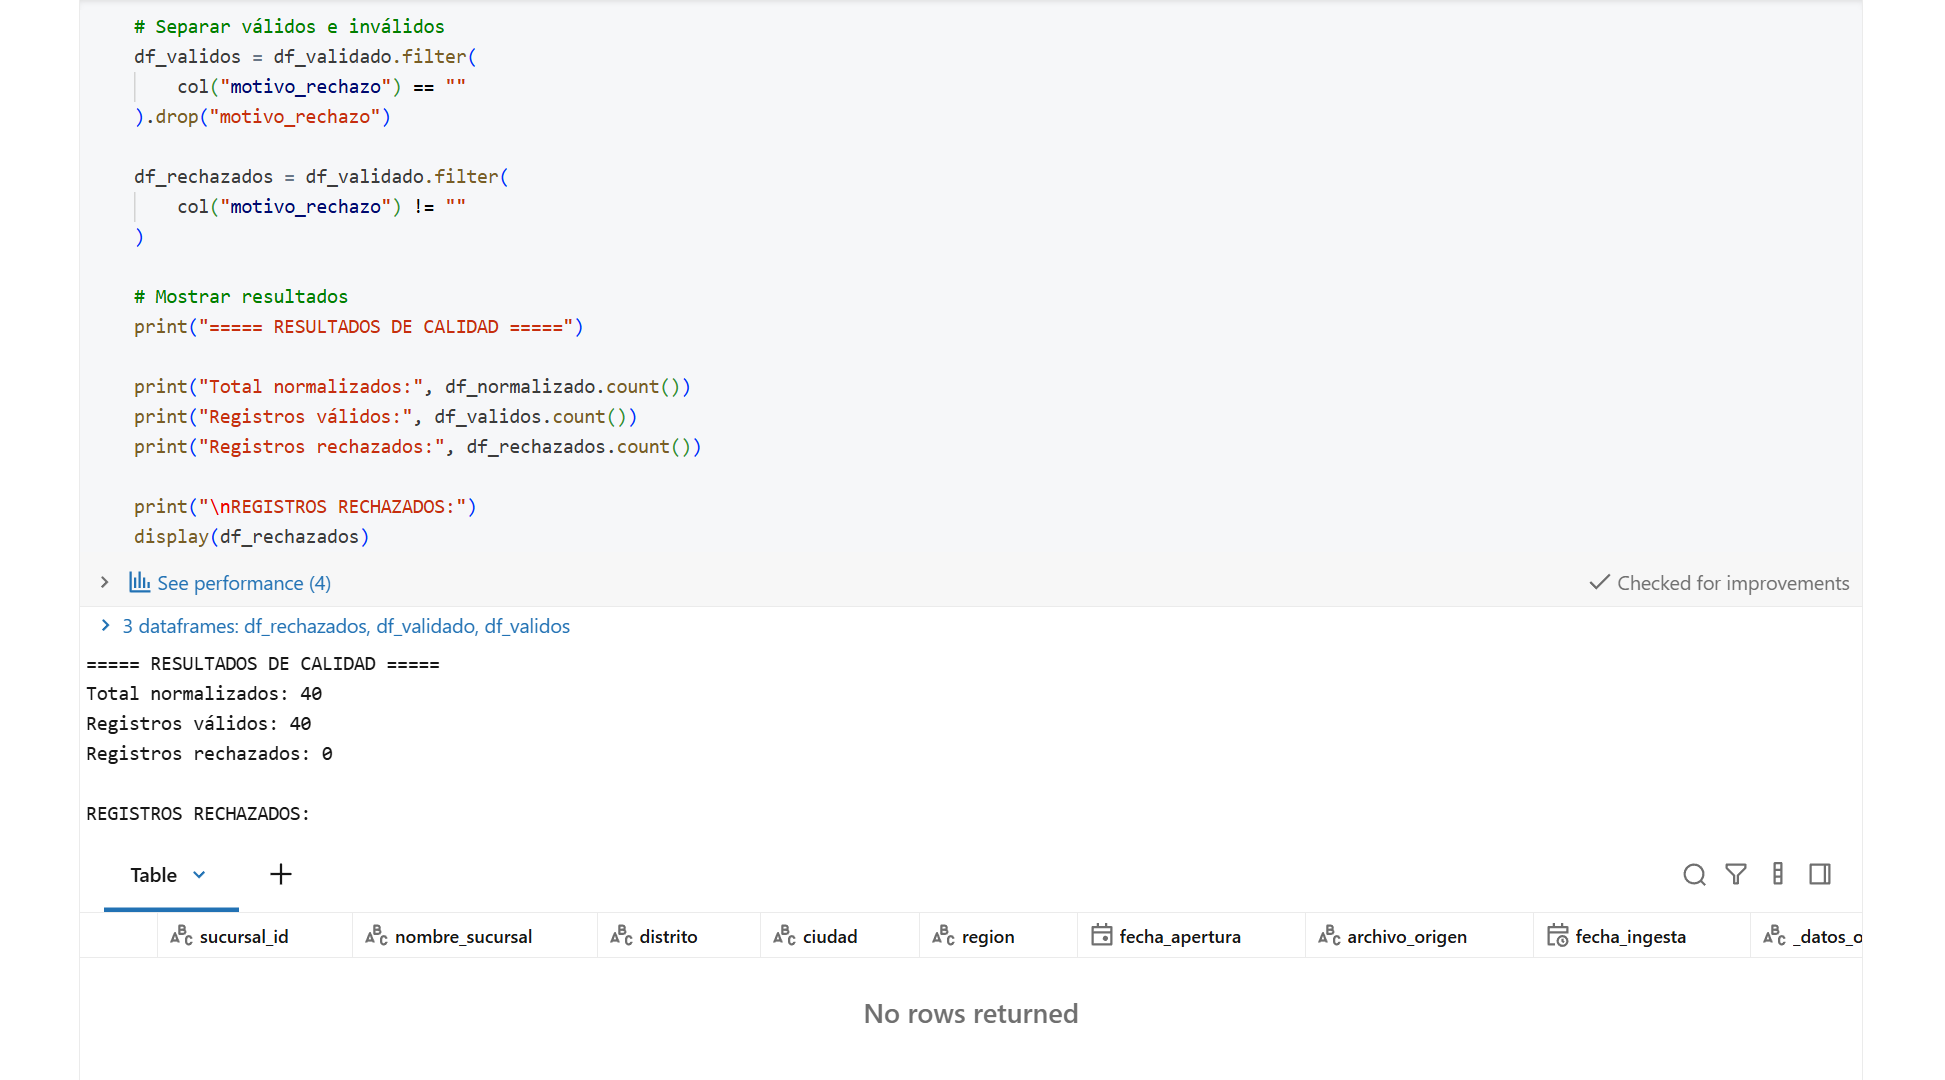 # Separar válidos e inválidos
df_validos = df_validado.filter(
    col("motivo_rechazo") == ""
).drop("motivo_rechazo")
df_rechazados = df_validado.filter(
    col("motivo_rechazo") != ""
)
# Mostrar resultados
print("===== RESULTADOS DE CALIDAD =====")
print("Total normalizados:", df_normalizado.count())
print("Registros válidos:", df_validos.count())
print("Registros rechazados:", df_rechazados.count())
print("\nREGISTROS RECHAZADOS:")
display(df_rechazados)
See performance (4)
Checked for improvements
3 dataframes: df_rechazados, df_validado, df_validos
===== RESULTADOS DE CALIDAD =====
Total normalizados: 40
Registros válidos: 40
Registros rechazados: 0
REGISTROS RECHAZADOS:
Table
sucursal_id nombre_sucursal distrito ciudad region fecha_apertura archivo_origen fecha_ingesta _datos_o
No rows returned